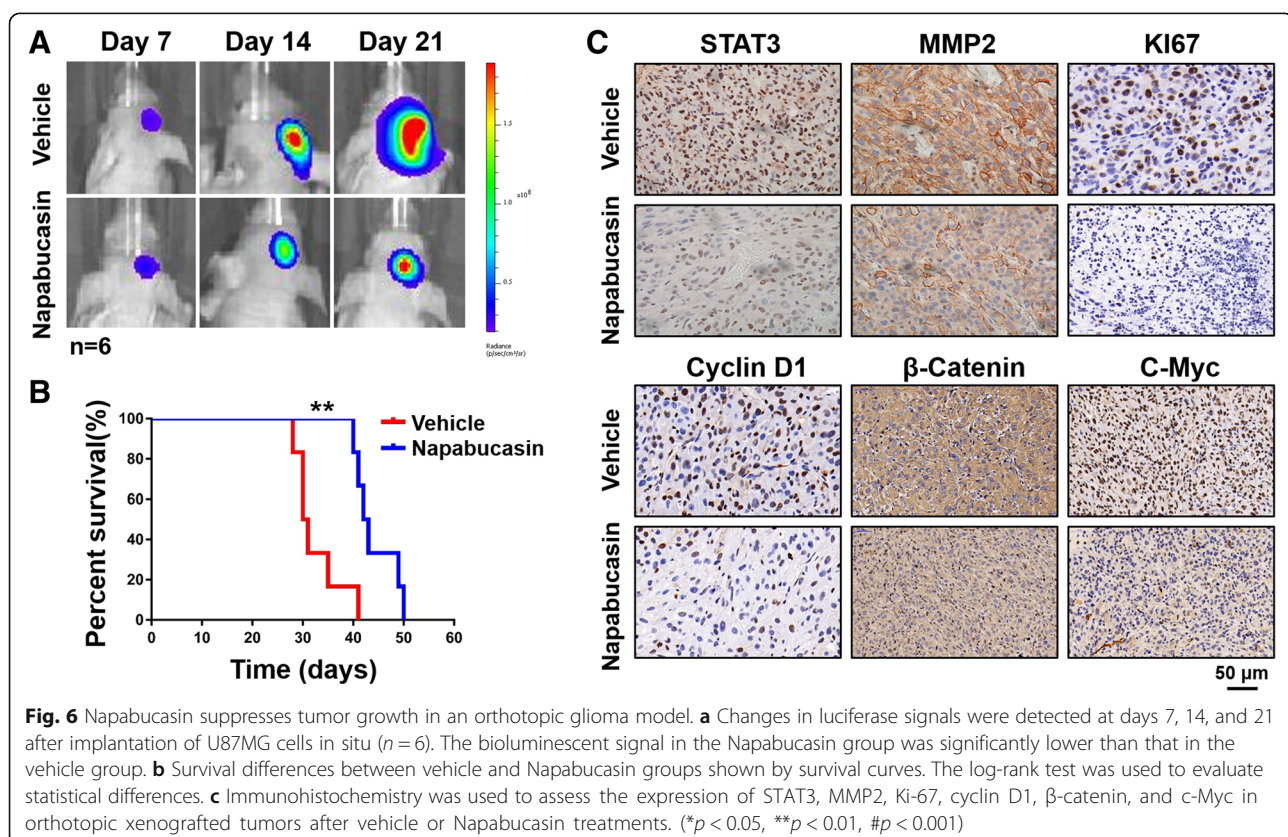 A
Day 7 Day 14 Day 21
Vehicle
Napabucasin
n=6
1.5
1.0
x10⁸
0.5
Radiance
(p/sec/cm²/sr)
B
**
Vehicle
Napabucasin
Percent survival(%)
100
80
60
40
20
0
0 10 20 30 40 50 60
Time (days)
C
STAT3 MMP2 KI67
Vehicle
Napabucasin
Cyclin D1 β-Catenin C-Myc
Vehicle
Napabucasin
50 μm
Fig. 6 Napabucasin suppresses tumor growth in an orthotopic glioma model. a Changes in luciferase signals were detected at days 7, 14, and 21
after implantation of U87MG cells in situ (n = 6). The bioluminescent signal in the Napabucasin group was significantly lower than that in the
vehicle group. b Survival differences between vehicle and Napabucasin groups shown by survival curves. The log-rank test was used to evaluate
statistical differences. c Immunohistochemistry was used to assess the expression of STAT3, MMP2, Ki-67, cyclin D1, β-catenin, and c-Myc in
orthotopic xenografted tumors after vehicle or Napabucasin treatments. (*p < 0.05, **p < 0.01, #p < 0.001)